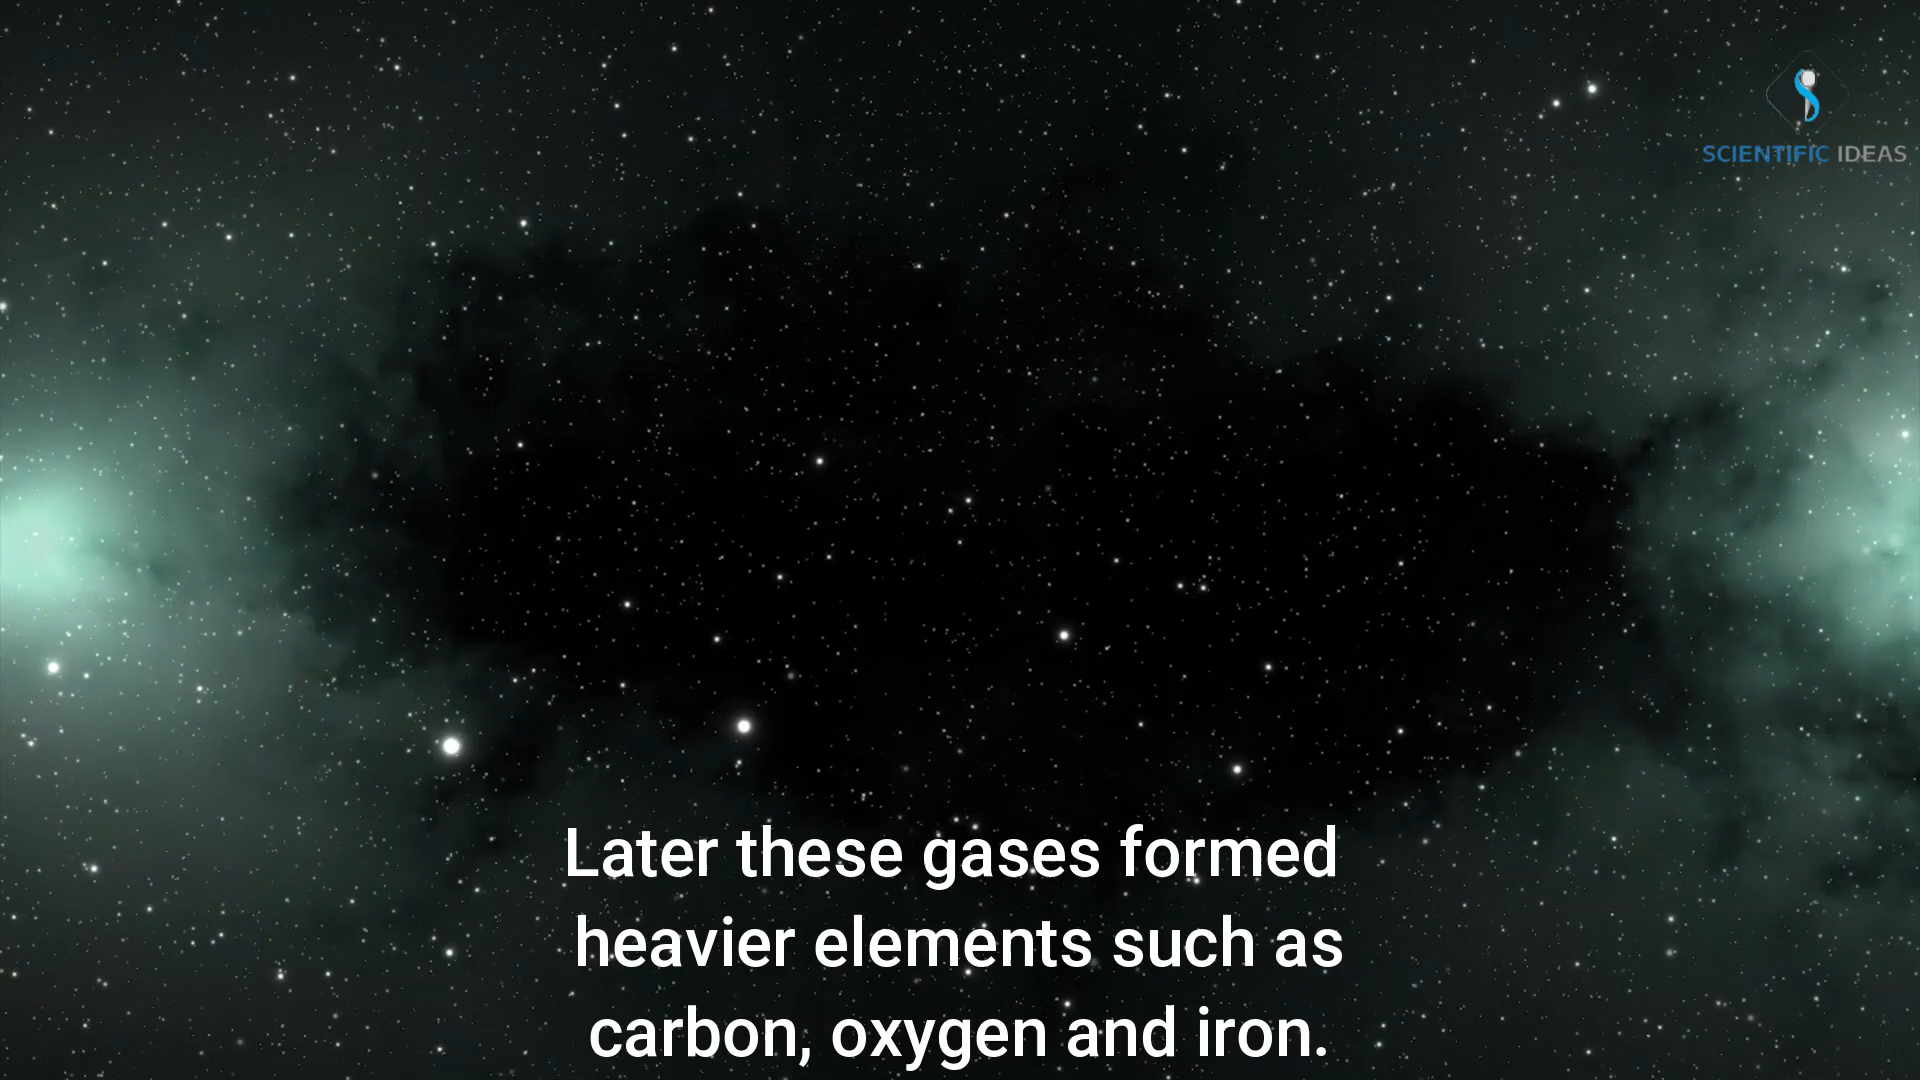 SCIENTIFIC IDEAS
Later these gases formed
heavier elements such as
carbon, oxygen and iron.